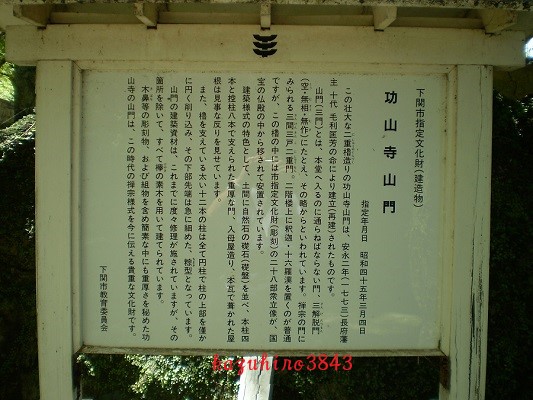 下関市指定文化財(建造物)
功山寺山門
指定年月日　昭和四十五年三月四日
この壮大な二重櫓造りの功山寺山門は、安永二年(一七七三)長府藩
主十代毛利匡芳の命により建立(再建)されたものです。
山門(三門)とは、本堂へ入るのに通らねばならない門、三解脱門
(空・無相・無作)にたとえ、その略からといわれています。禅宗の門に
みられる三間三戸二重門。二階楼上に釈迦・十六羅漢を置くのが普通
ですが、この楼の中には市指定文化財(彫刻)の二十八部衆立像が、国
宝の仏殿の中から移されて安置されています。
建築様式の特色として、土間に自然石の礎石(礎盤)を並べ、本柱四
本と控柱八本で支えられた重厚な門、入母屋造り、本瓦で葺かれた屋
根は見事な反りを見せています。
また、櫓を支えている太い十二本の柱は全て円柱で柱の上部を僅か
に円く削り込み、その下部先端は急に細めた、粽型となっています。
山門の建築資材は、これまでに度々修理が施されていますが、その
箇所を除いて、すべて欅の素木を用いて建てられています。
木鼻等の彫刻物、および組物を含め簡素な中にも重厚さを秘めた功
山寺の山門は、この時代の禅宗様式を今に伝える貴重な文化財です。
下関市教育委員会
kazuhiro3843